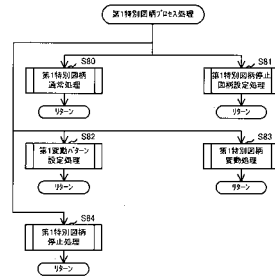 第1特別図柄プロセス処理
S80
第1特別図柄
通常処理
リターン
S81
第1特別図柄停止
図柄設定処理
リターン
S82
第1変動パターン
設定処理
リターン
S83
第1特別図柄
変動処理
リターン
S84
第1特別図柄
停止処理
リターン